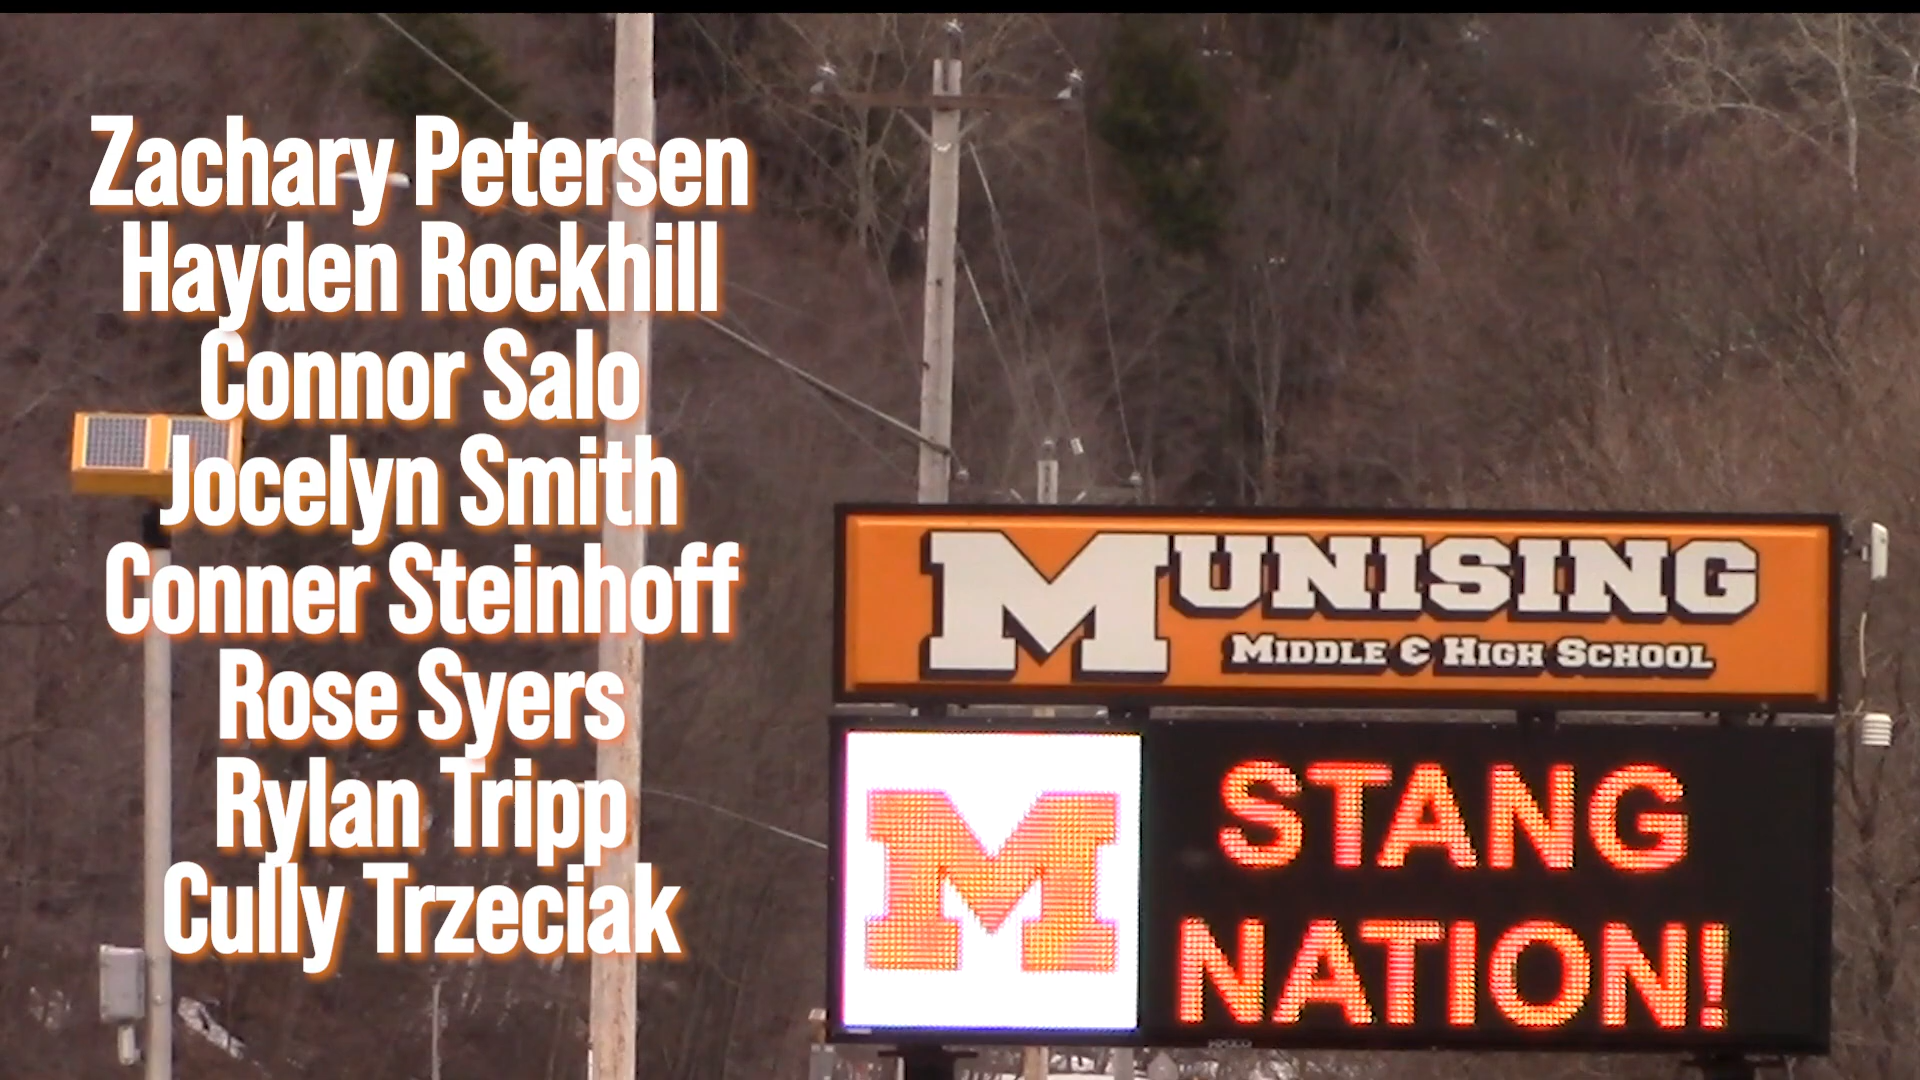 Zachary Petersen
Hayden Rockhill
Connor Salo
Jocelyn Smith
Conner Steinhoff
Rose Syers
Rylan Tripp
Cully Trzeciak
MUNISING
MIDDLE & HIGH SCHOOL
M
STANG
NATION!